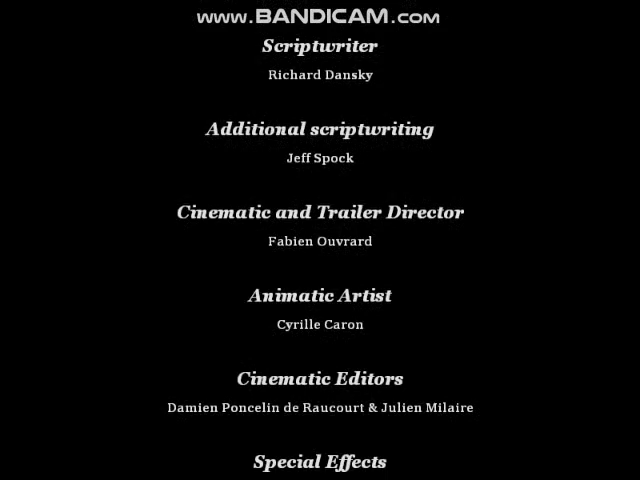 www.BANDICAM.com
Scriptwriter
Richard Dansky
Additional scriptwriting
Jeff Spock
Cinematic and Trailer Director
Fabien Ouvrard
Animatic Artist
Cyrille Caron
Cinematic Editors
Damien Poncelin de Raucourt & Julien Milaire
Special Effects